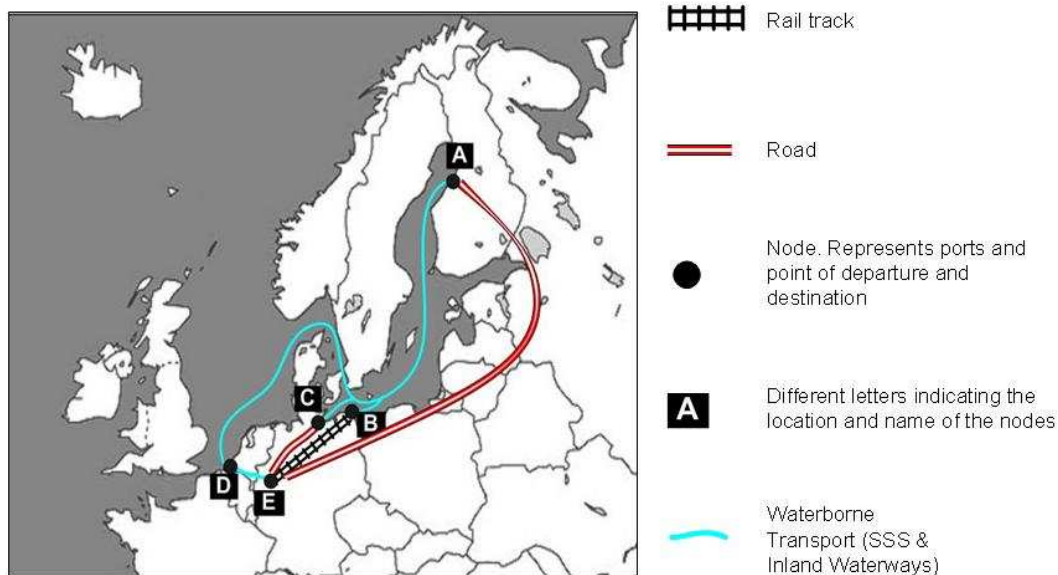 A
C
B
D
E
Rail track
Road
Node. Represents ports and
point of departure and
destination
A
Different letters indicating the
location and name of the nodes
Waterborne
Transport (SSS &
Inland Waterways)